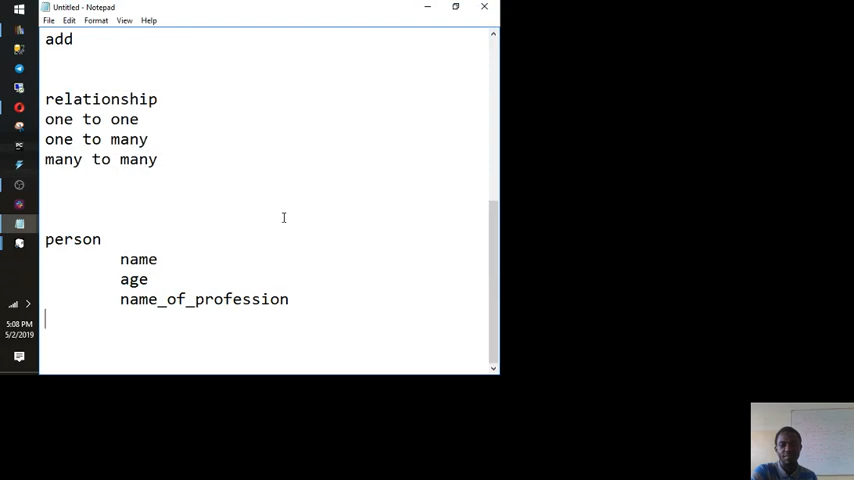 Untitled - Notepad
File Edit Format View Help
add
relationship
one to one
one to many
many to many
person
name
age
name_of_profession
PC
5:08 PM
5/2/2019